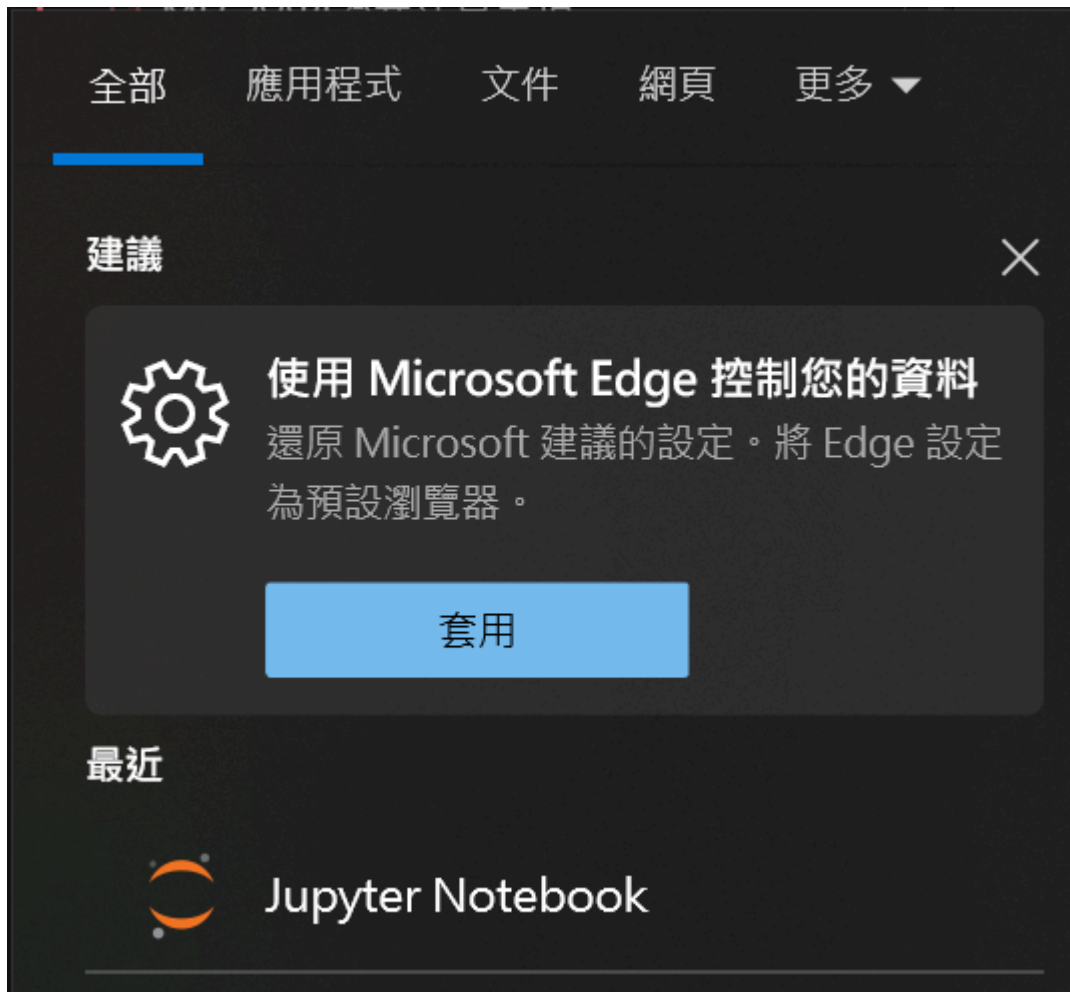 全部 應用程式 文件 網頁 更多
建議
使用 Microsoft Edge 控制您的資料
還原 Microsoft 建議的設定。將 Edge 設定
為預設瀏覽器。
套用
最近
Jupyter Notebook